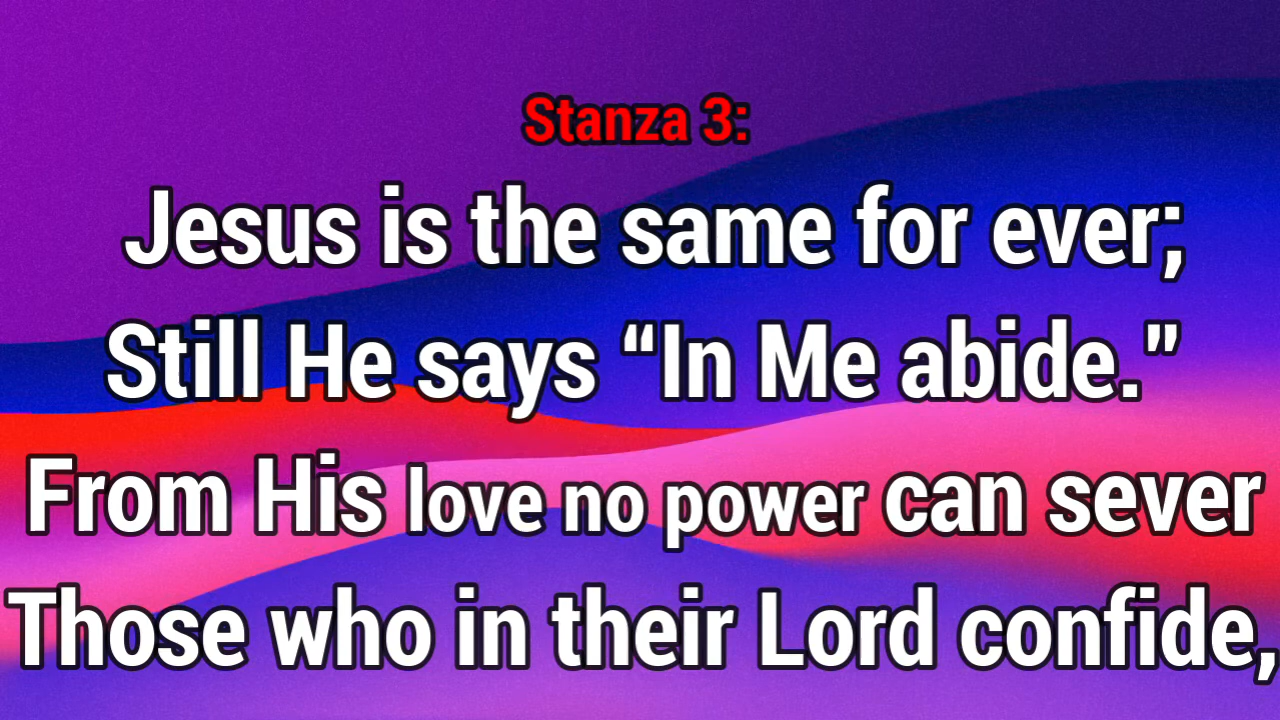 Stanza 3:
Jesus is the same for ever;
Still He says “In Me abide.”
From His love no power can sever
Those who in their Lord confide,